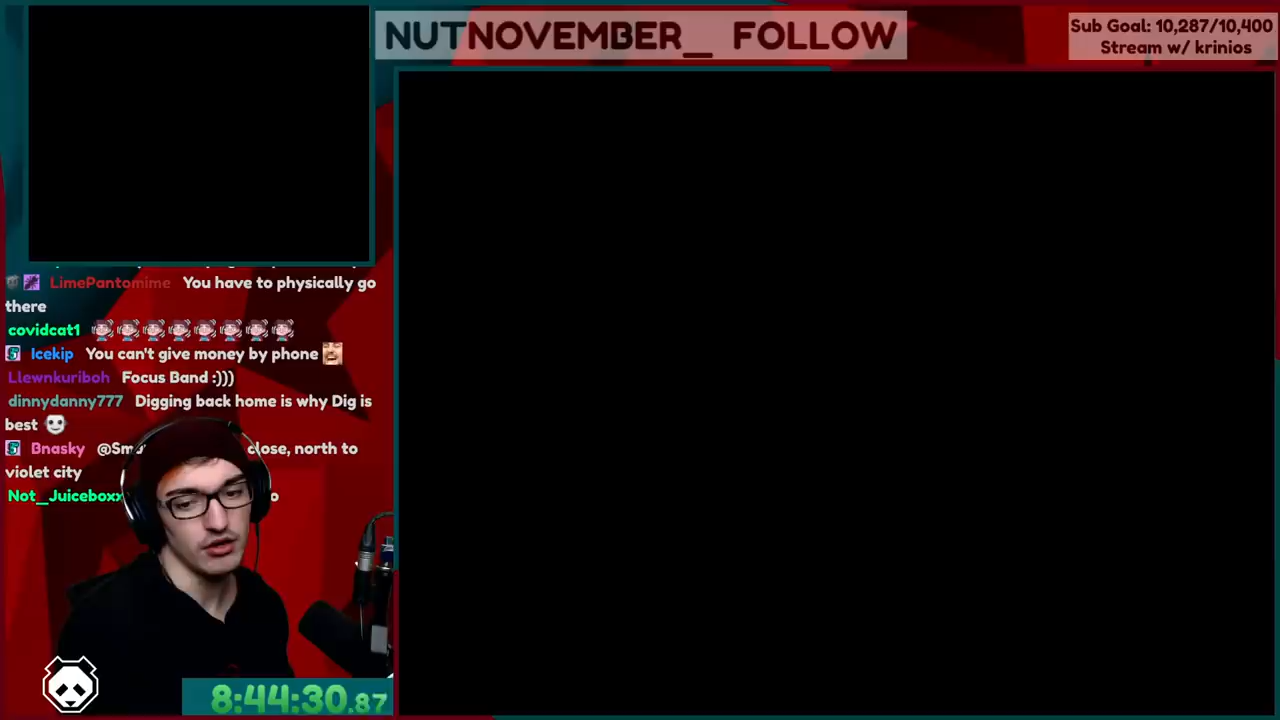 NUTNOVEMBER_ FOLLOW
Sub Goal: 10,287/10,400
Stream w/ krinios
LimePantomime You have to physically go
there
covidcat1
Icekip You can't give money by phone
Llewnkuriboh Focus Band :)))
dinnydanny777 Digging back home is why Dig is
best
Bnasky close, north to
violet city
Not_Juiceboxx
8:44:30.87